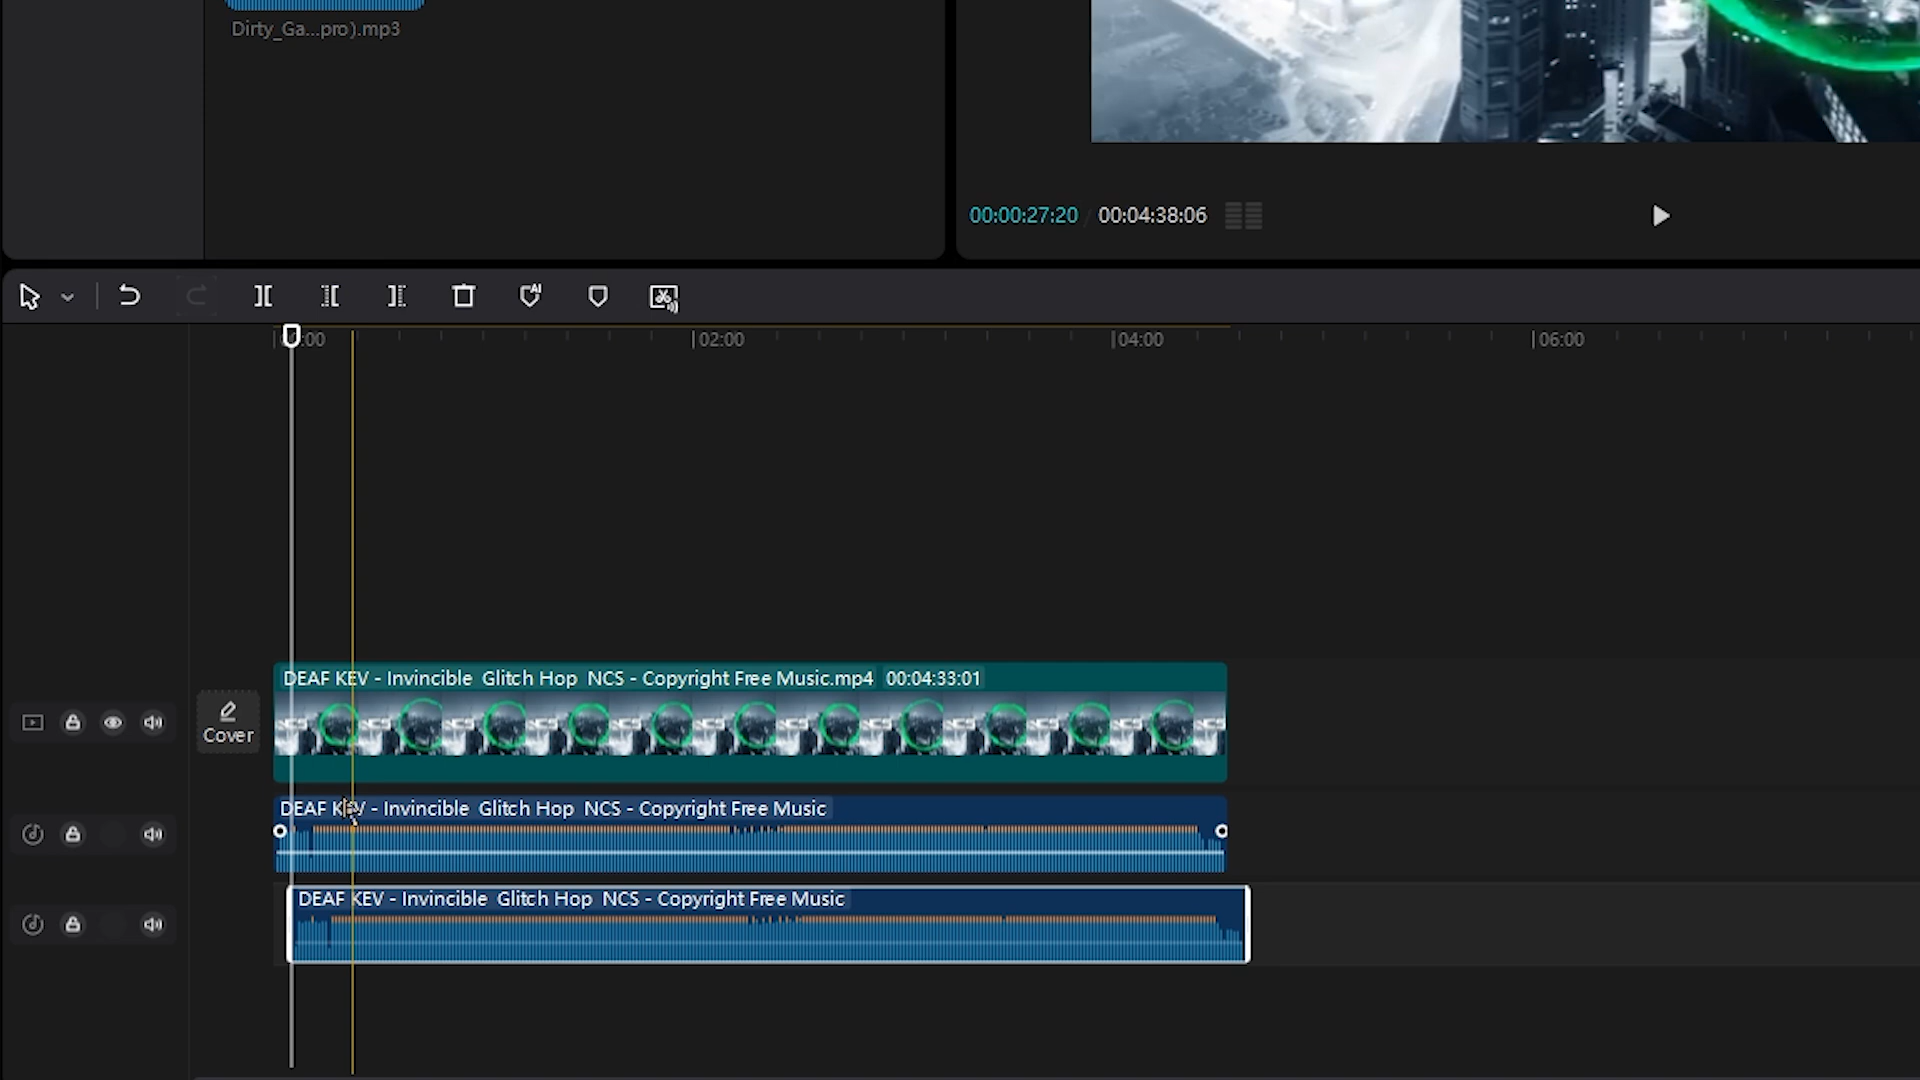 Dirty_Ga...pro).mp3
00:00:27:20 / 00:04:38:06
02:00
04:00
06:00
DEAF KEV - Invincible Glitch Hop NCS - Copyright Free Music.mp4 00:04:33:01
Cover
DEAF KEV - Invincible Glitch Hop NCS - Copyright Free Music
DEAF KEV - Invincible Glitch Hop NCS - Copyright Free Music